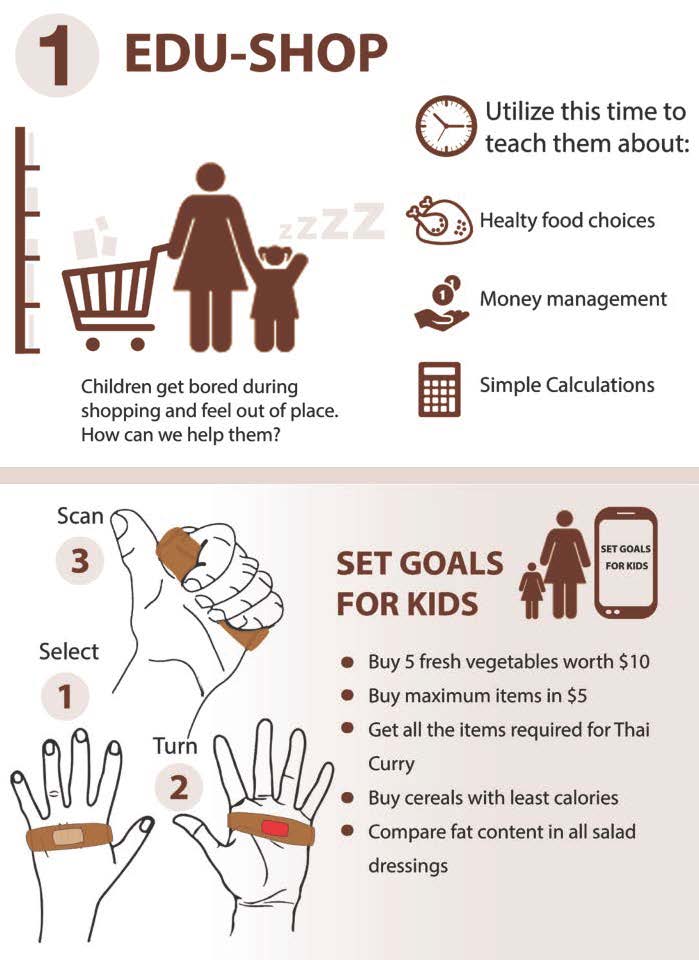 1 EDU-SHOP
Utilize this time to
teach them about:
zzzzz
Healty food choices
1 1
Money management
Simple Calculations
Children get bored during
shopping and feel out of place.
How can we help them?
Scan
3
Select
1
Turn
2
SET GOALS
FOR KIDS
SET GOALS
FOR KIDS
Buy 5 fresh vegetables worth $10
Buy maximum items in $5
Get all the items required for Thai
Curry
Buy cereals with least calories
Compare fat content in all salad
dressings